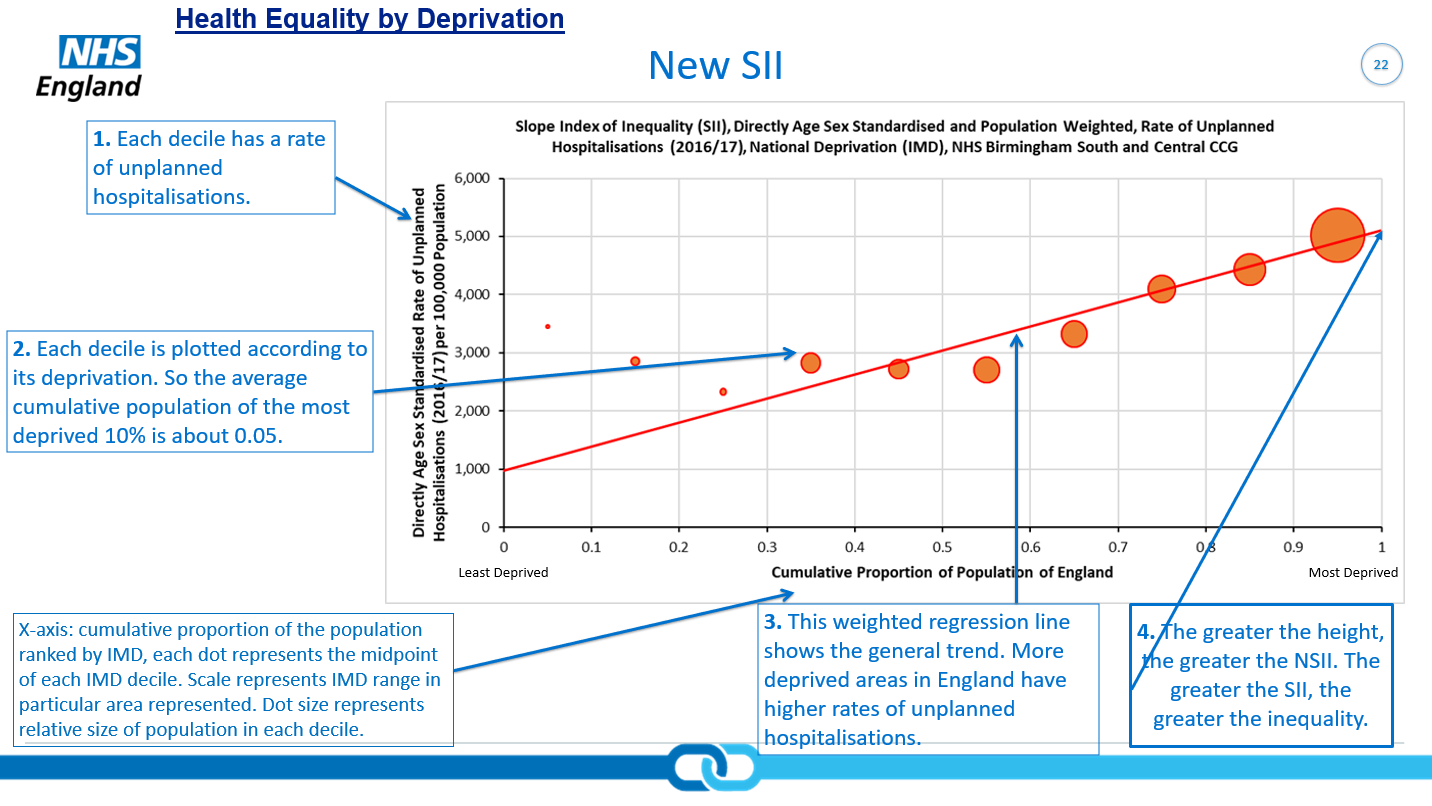 Health Equality by Deprivation
NHS
England
New SII
22
1. Each decile has a rate
of unplanned
hospitalisations.
2. Each decile is plotted according to
its deprivation. So the average
cumulative population of the most
deprived 10% is about 0.05.
Slope Index of Inequality (SII), Directly Age Sex Standardised and Population Weighted, Rate of Unplanned
Hospitalisations (2016/17), National Deprivation (IMD), NHS Birmingham South and Central CCG
Directly Age Sex Standardised Rate of Unplanned
Hospitalisations (2016/17) per 100,000 Population
6,000
5,000
4,000
3,000
2,000
1,000
0
0 0.1 0.2 0.3 0.4 0.5 0.6 0.7 0.8 0.9 1
Least Deprived
Cumulative Proportion of Population of England
Most Deprived
X-axis: cumulative proportion of the population
ranked by IMD, each dot represents the midpoint
of each IMD decile. Scale represents IMD range in
particular area represented. Dot size represents
relative size of population in each decile.
3. This weighted regression line
shows the general trend. More
deprived areas in England have
higher rates of unplanned
hospitalisations.
4. The greater the height,
the greater the NSII. The
greater the SII, the
greater the inequality.